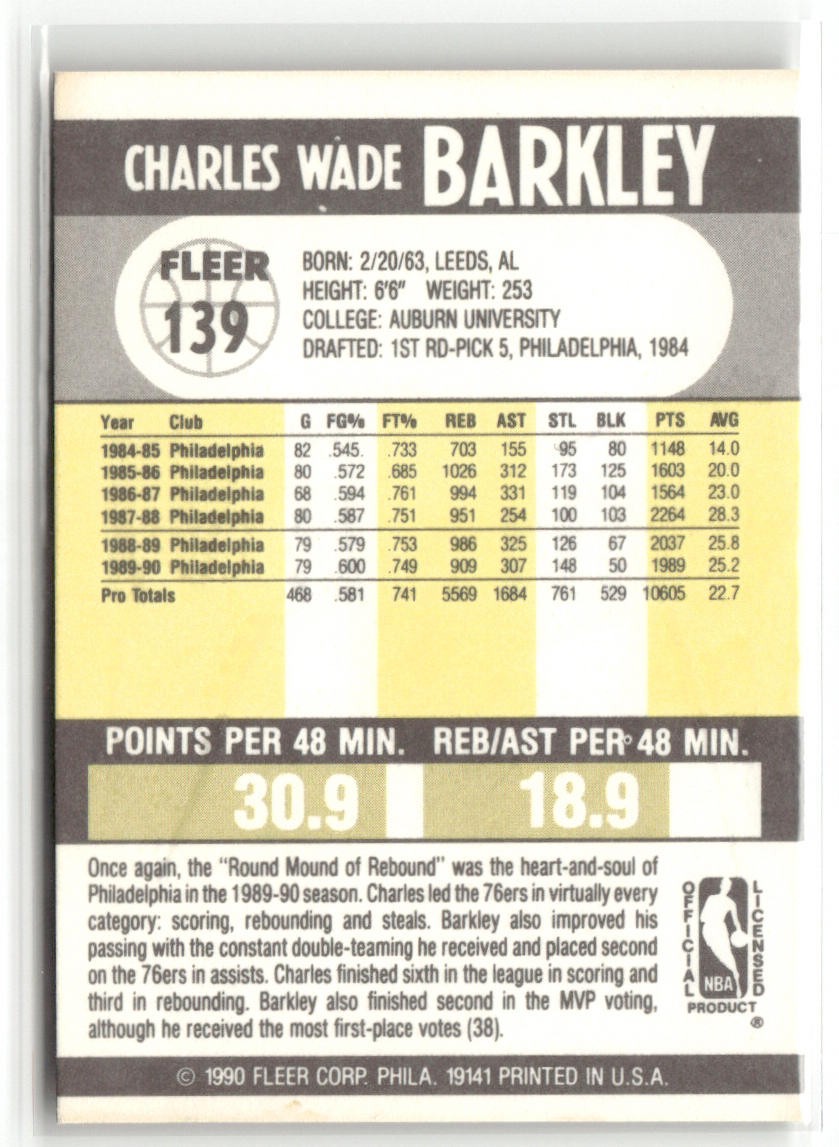 CHARLES WADE BARKLEY
FLEER
139
BORN: 2/20/63, LEEDS, AL
HEIGHT: 6'6" WEIGHT: 253
COLLEGE: AUBURN UNIVERSITY
DRAFTED: 1ST RD-PICK 5, PHILADELPHIA, 1984
Year Club G FG% FT% REB AST STL BLK PTS AVG
1984-85 Philadelphia 82 .545 .733 703 155 95 80 1148 14.0
1985-86 Philadelphia 80 .572 .685 1026 312 173 125 1603 20.0
1986-87 Philadelphia 68 .594 .761 994 331 119 104 1564 23.0
1987-88 Philadelphia 80 .587 .751 951 254 100 103 2264 28.3
1988-89 Philadelphia 79 .579 .753 986 325 126 67 2037 25.8
1989-90 Philadelphia 79 .600 .749 909 307 148 50 1989 25.2
Pro Totals 468 .581 .741 5569 1684 761 529 10605 22.7
POINTS PER 48 MIN. REB/AST PER 48 MIN.
30.9 18.9
Once again, the "Round Mound of Rebound" was the heart-and-soul of
Philadelphia in the 1989-90 season. Charles led the 76ers in virtually every
category: scoring, rebounding and steals. Barkley also improved his
passing with the constant double-teaming he received and placed second
on the 76ers in assists. Charles finished sixth in the league in scoring and
third in rebounding. Barkley also finished second in the MVP voting,
although he received the most first-place votes (38).
OFFICIAL
NBA
LICENSED
PRODUCT
®
© 1990 FLEER CORP. PHILA. 19141 PRINTED IN U.S.A.